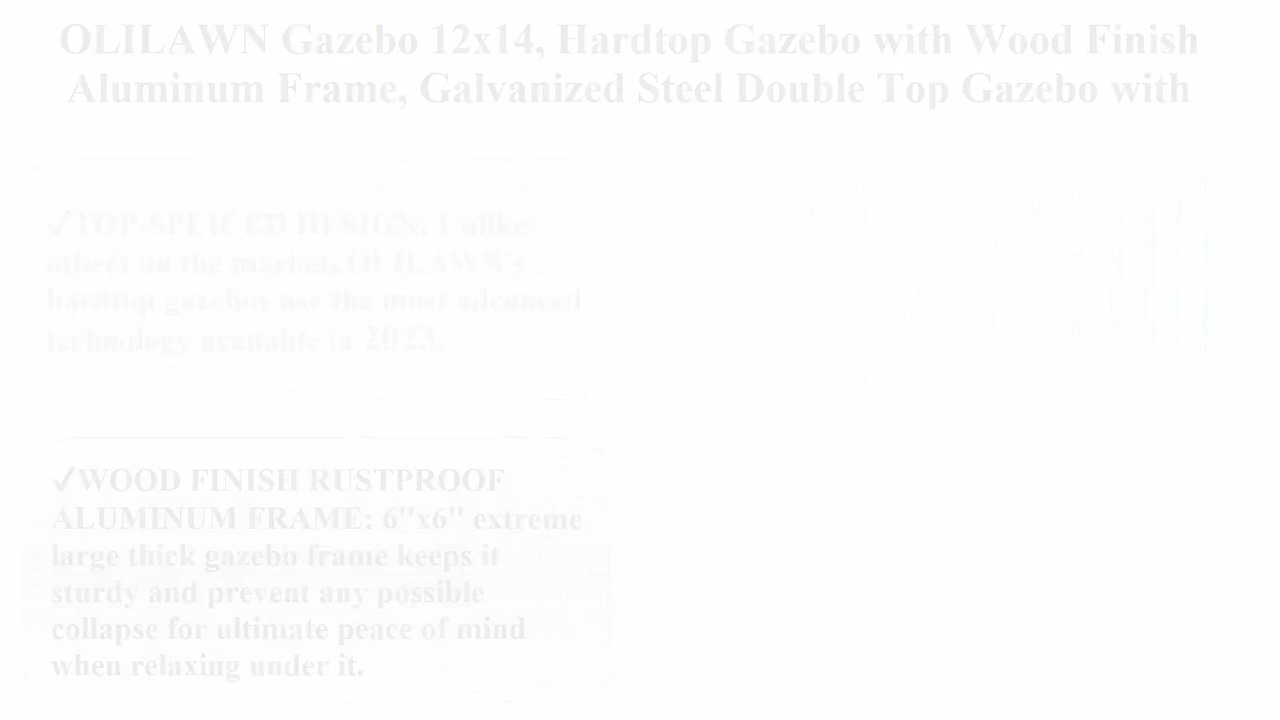 OLILAWN Gazebo 12x14, Hardtop Gazebo with Wood Finish
Aluminum Frame, Galvanized Steel Double Top Gazebo with
✓TOP-SPLICED DESIGN: Unlike
others on the market, OLILAWN's
hardtop gazebos use the most advanced
technology available in 2023.
✓WOOD FINISH RUSTPROOF
ALUMINUM FRAME: 6"x6" extreme
large thick gazebo frame keeps it
sturdy and prevent any possible
collapse for ultimate peace of mind
when relaxing under it.